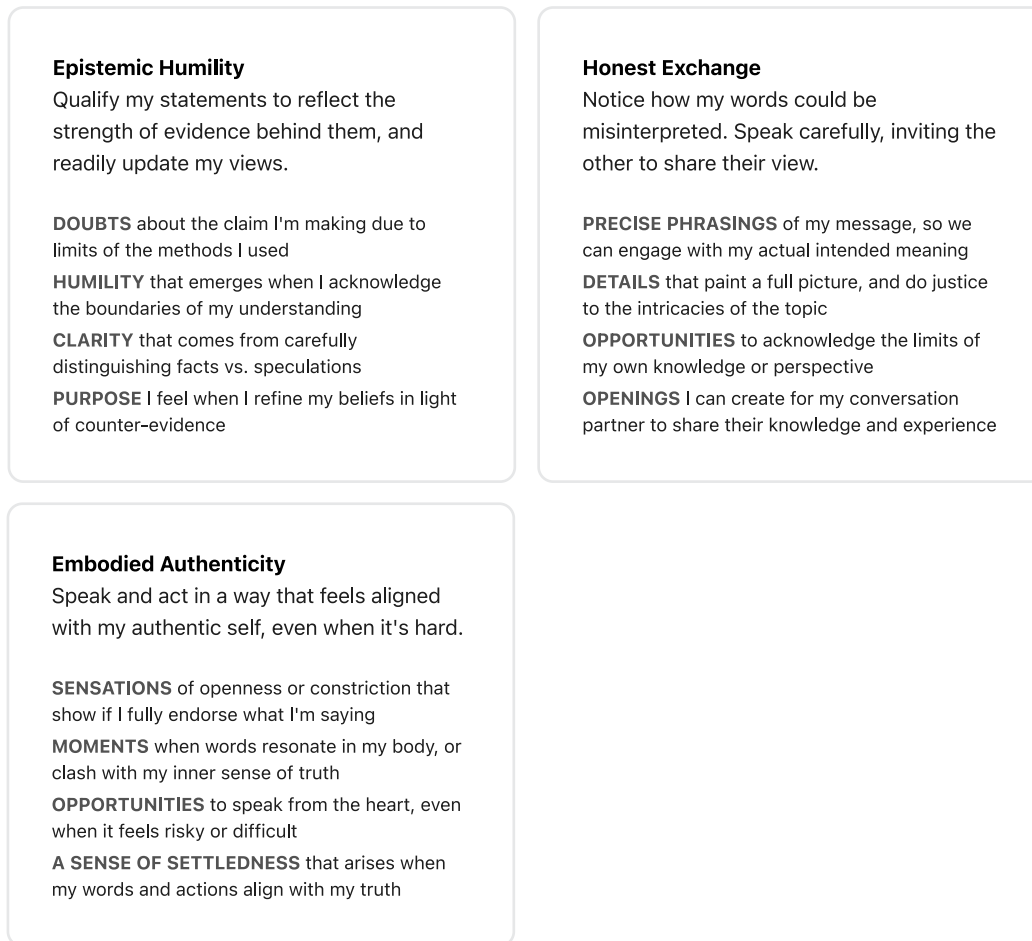 Epistemic Humility
Qualify my statements to reflect the
strength of evidence behind them, and
readily update my views.
DOUBTS about the claim I'm making due to
limits of the methods I used
HUMILITY that emerges when I acknowledge
the boundaries of my understanding
CLARITY that comes from carefully
distinguishing facts vs. speculations
PURPOSE I feel when I refine my beliefs in light
of counter-evidence
Honest Exchange
Notice how my words could be
misinterpreted. Speak carefully, inviting the
other to share their view.
PRECISE PHRASINGS of my message, so we
can engage with my actual intended meaning
DETAILS that paint a full picture, and do justice
to the intricacies of the topic
OPPORTUNITIES to acknowledge the limits of
my own knowledge or perspective
OPENINGS I can create for my conversation
partner to share their knowledge and experience
Embodied Authenticity
Speak and act in a way that feels aligned
with my authentic self, even when it's hard.
SENSATIONS of openness or constriction that
show if I fully endorse what I'm saying
MOMENTS when words resonate in my body, or
clash with my inner sense of truth
OPPORTUNITIES to speak from the heart, even
when it feels risky or difficult
A SENSE OF SETTLEDNESS that arises when
my words and actions align with my truth